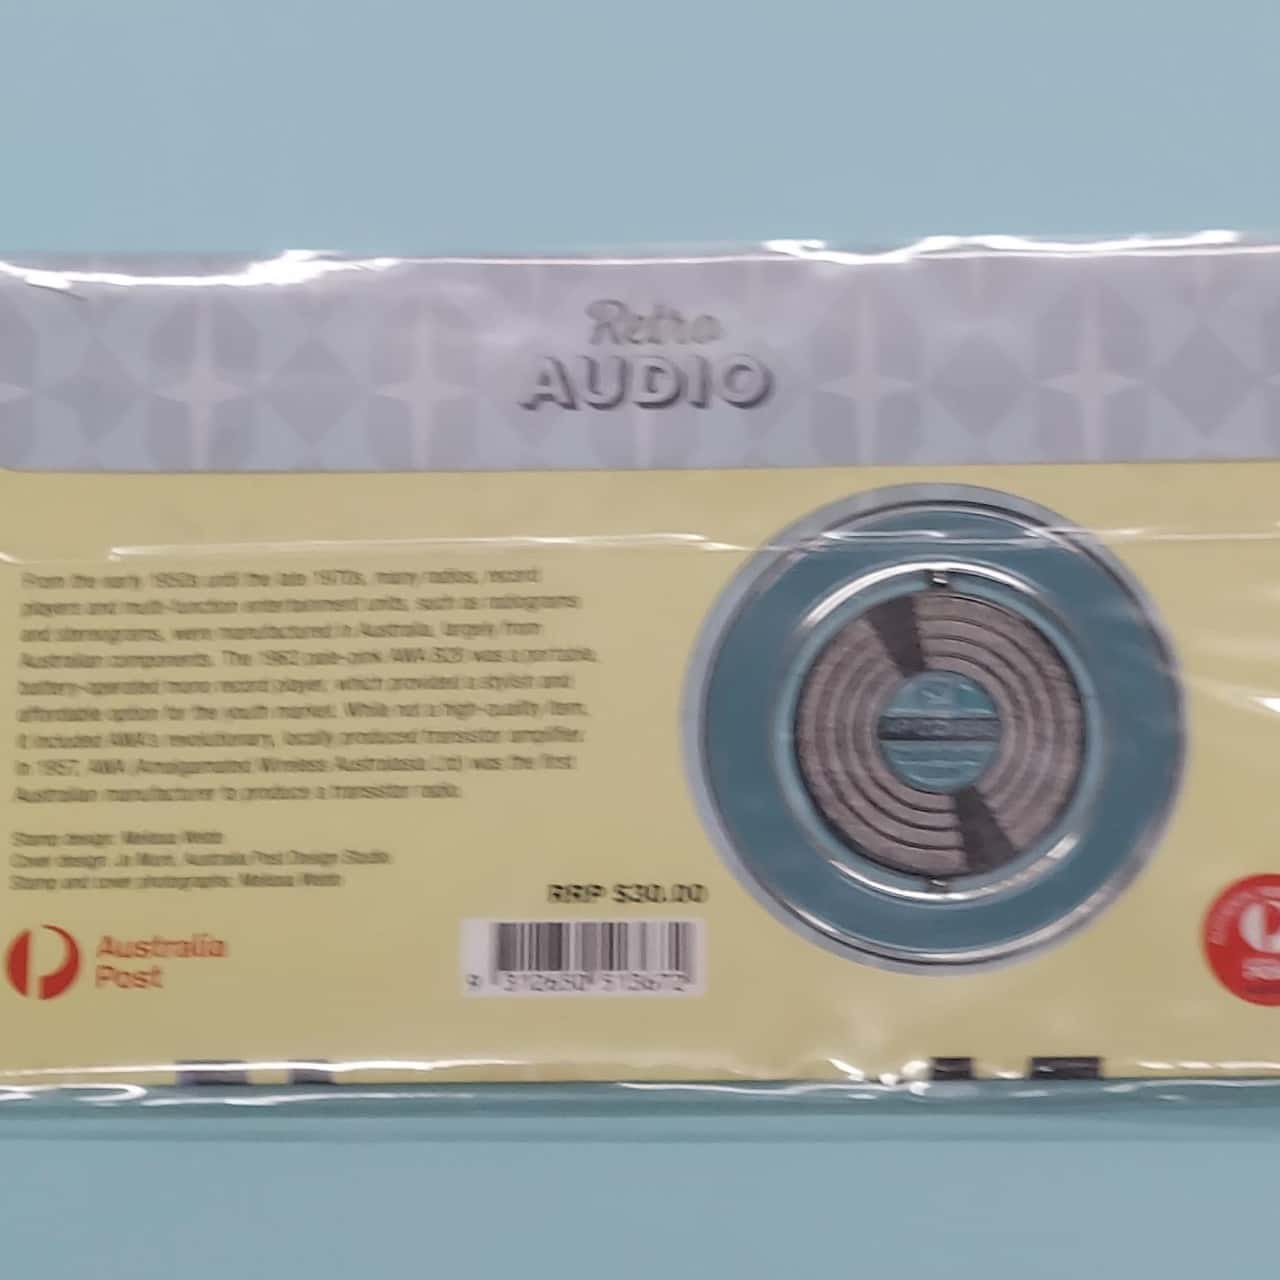 Retro
AUDIO
From the early 1950s until the late 1970s, many radios, record
players and multi-function entertainment units, such as radiograms
and stereograms, were manufactured in Australia, largely from
Australian components. The 1962 pale-pink AWA B29 was a portable,
battery-operated mono record player, which provided a stylish and
affordable option for the youth market. While not a high-quality item,
it included AWA's revolutionary, locally produced transistor amplifier.
In 1957, AWA (Amalgamated Wireless Australasia Ltd) was the first
Australian manufacturer to produce a transistor radio.
Stamp design: Melissa Webb
Cover design: Jo Muré, Australia Post Design Studio
Stamp and cover photographs: Melissa Webb
RRP $30.00
Australia
Post
9 312650 513672